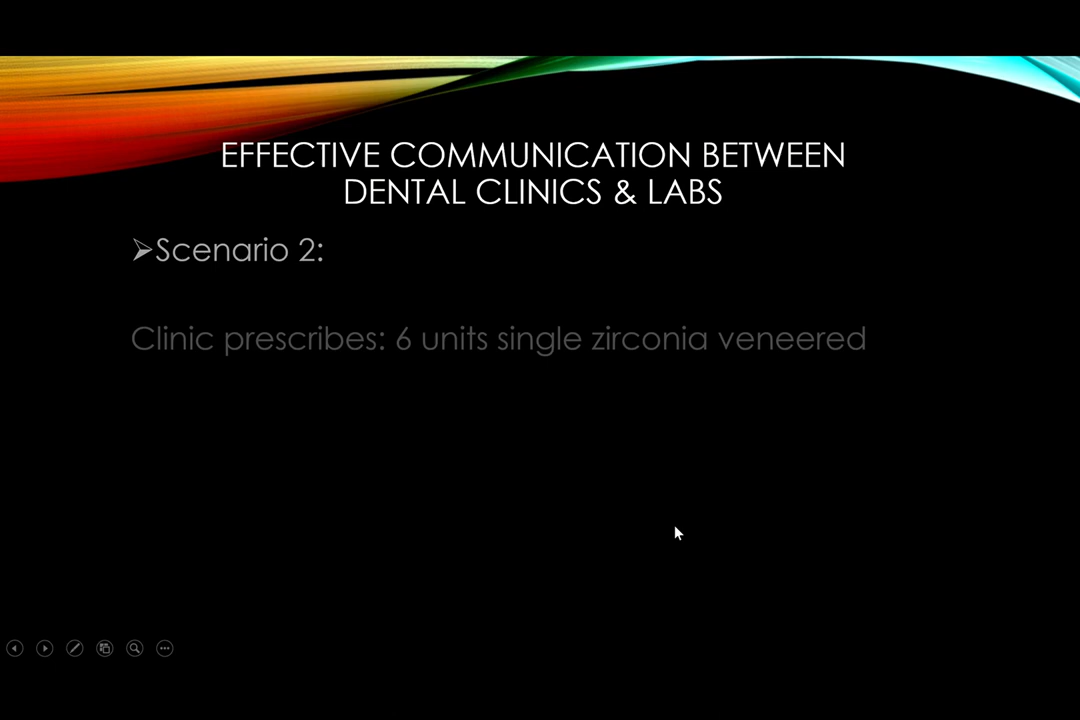 EFFECTIVE COMMUNICATION BETWEEN
DENTAL CLINICS & LABS
➢Scenario 2:
Clinic prescribes: 6 units single zirconia veneered